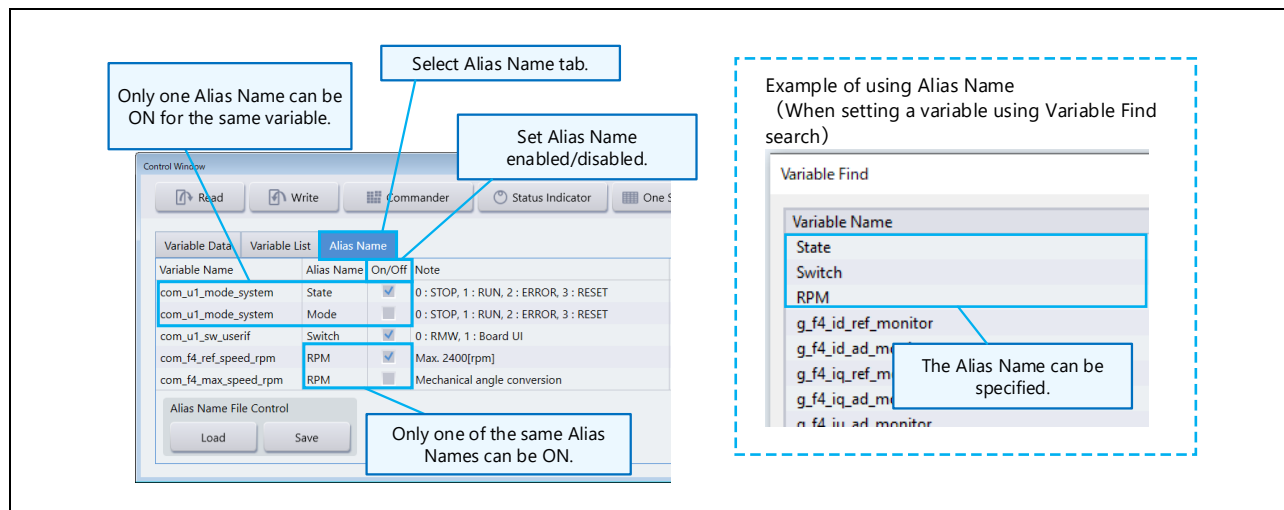 Select Alias Name tab.
Only one Alias Name can be
ON for the same variable.
Set Alias Name
enabled/disabled.
Control Window
Read Write Commander Status Indicator One S
Variable Data Variable List Alias Name
Variable Name Alias Name On/Off Note
com_u1_mode_system State 0 : STOP, 1 : RUN, 2 : ERROR, 3 : RESET
com_u1_mode_system Mode 0 : STOP, 1 : RUN, 2 : ERROR, 3 : RESET
com_u1_sw_userif Switch 0 : RMW, 1 : Board UI
com_f4_ref_speed_rpm RPM Max. 2400[rpm]
com_f4_max_speed_rpm RPM Mechanical angle conversion
Alias Name File Control
Load Save
Only one of the same Alias
Names can be ON.
Example of using Alias Name
（When setting a variable using Variable Find
search）
Variable Find
Variable Name
State
Switch
RPM
g_f4_id_ref_monitor
g_f4_id_ad_m
g_f4_iq_ref_m
g_f4_iq_ad_m
g_f4_iu_ad_monitor
The Alias Name can be
specified.